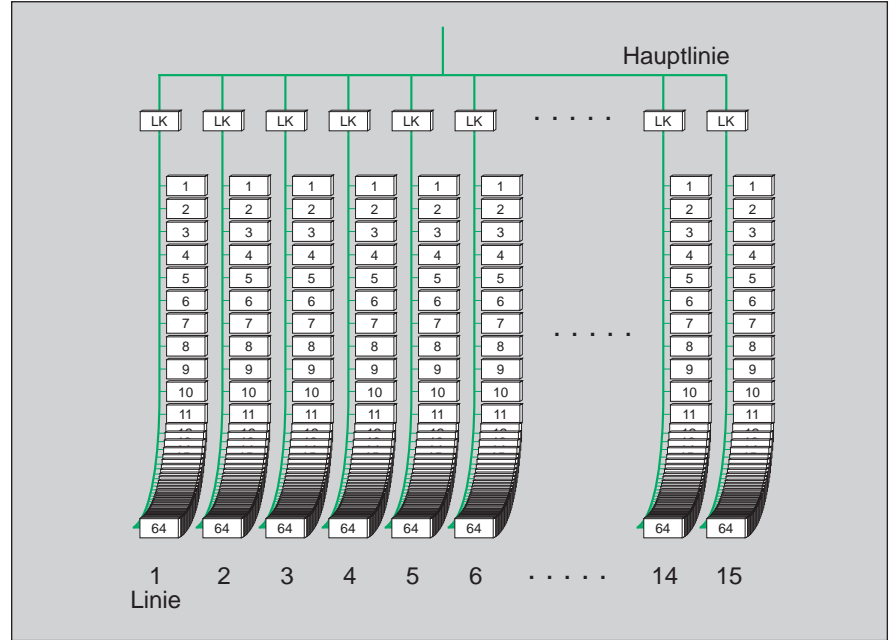 Hauptlinie
LK LK LK LK LK LK . . . . . LK LK
1 1 1 1 1 1 1 1
2 2 2 2 2 2 2 2
3 3 3 3 3 3 3 3
4 4 4 4 4 4 4 4
5 5 5 5 5 5 5 5
6 6 6 6 6 6 6 6
7 7 7 7 7 7 . . . . . 7 7
8 8 8 8 8 8 8 8
9 9 9 9 9 9 9 9
10 10 10 10 10 10 10 10
11 11 11 11 11 11 11 11
64 64 64 64 64 64 64 64
1 2 3 4 5 6 . . . . . 14 15
Linie